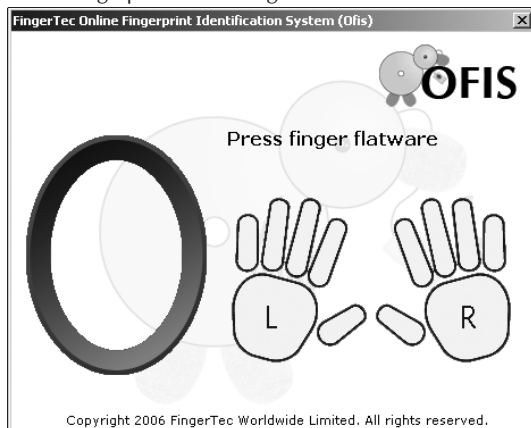 FingerTec Online Fingerprint Identification System (Ofis)
OFIS
Press finger flatware
L
R
Copyright 2006 FingerTec Worldwide Limited. All rights reserved.